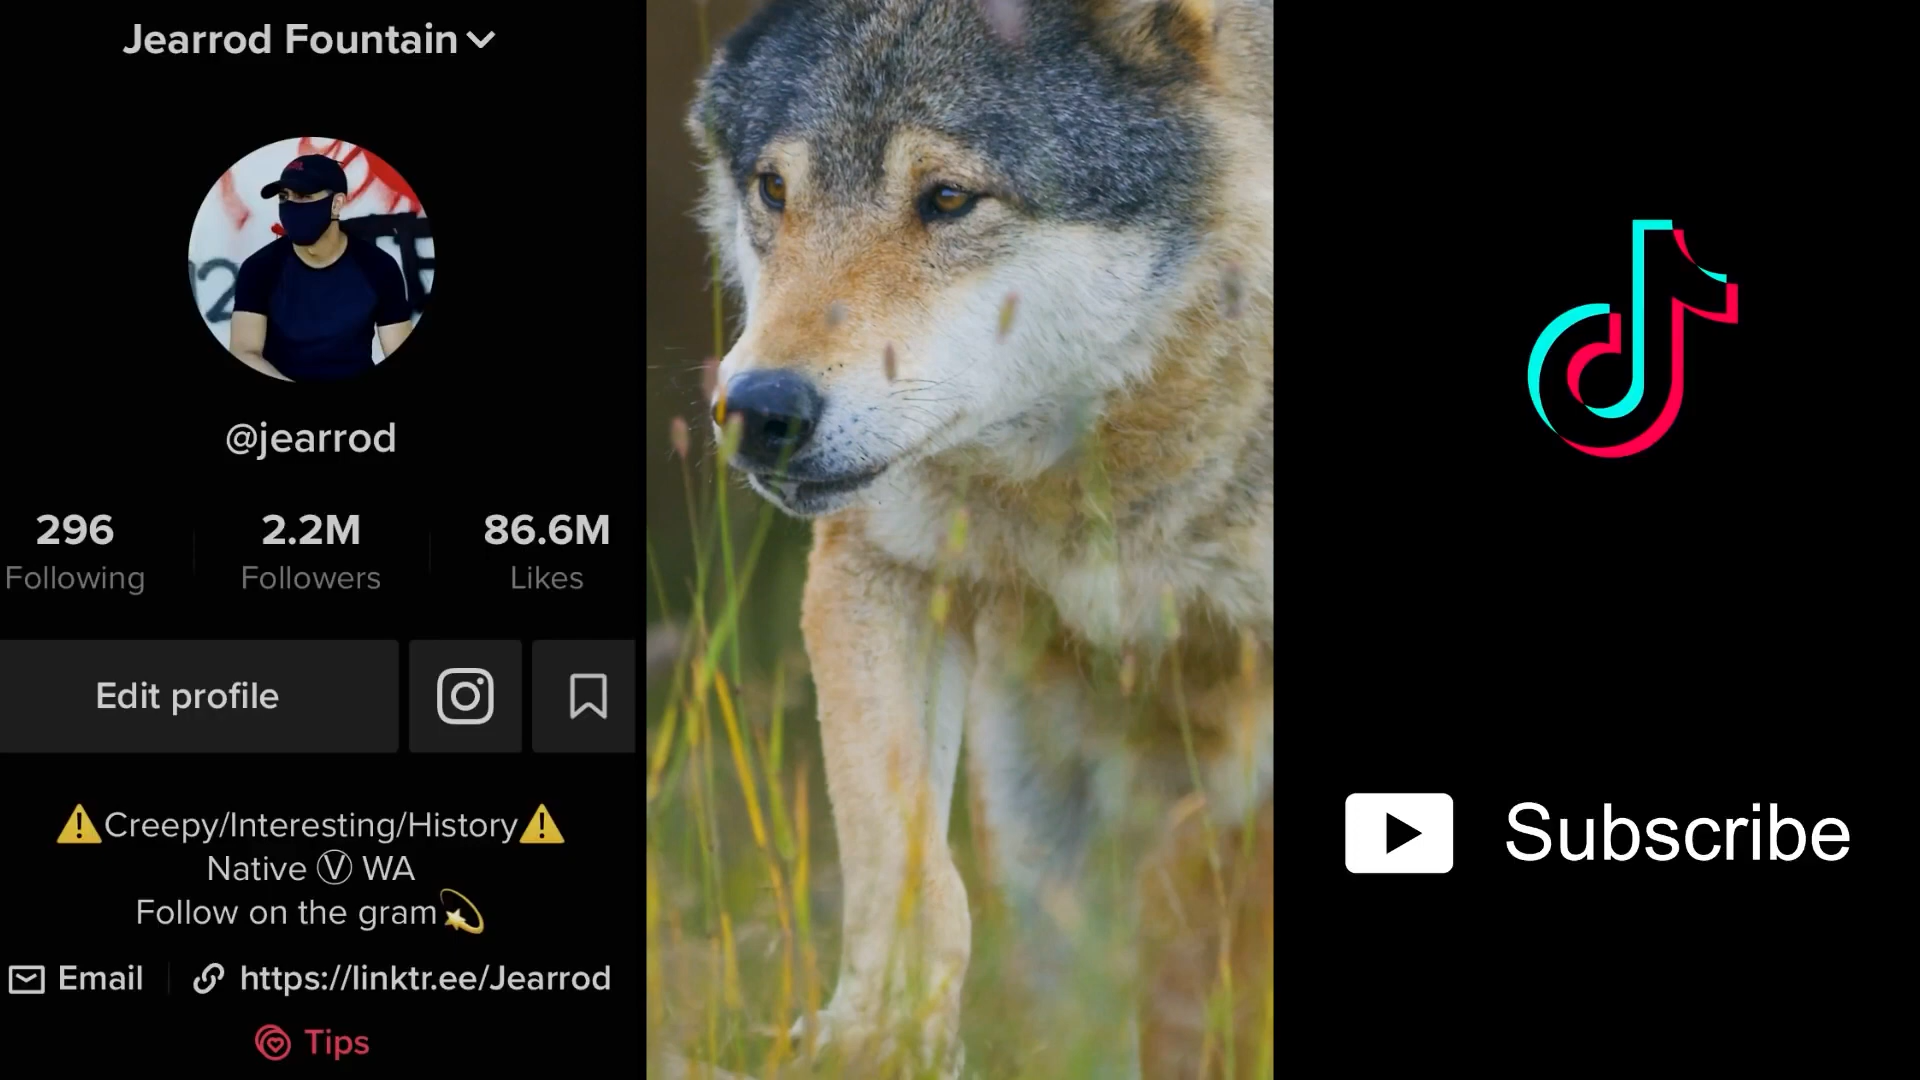 Jearrod Fountain
@jearrod
296
Following
2.2M
Followers
86.6M
Likes
Edit profile
⚠️Creepy/Interesting/History⚠️
Native Ⓥ WA
Follow on the gram💫
Email
https://linktr.ee/Jearrod
Tips
Subscribe